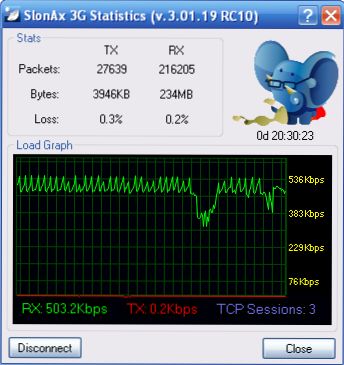 SlonAx 3G Statistics (v.3.01.19 RC10)
Stats
TX RX
Packets: 27639 216205
Bytes: 3946KB 234MB
Loss: 0.3% 0.2%
0d 20:30:23
Load Graph
536Kbps
383Kbps
229Kbps
76Kbps
RX: 503.2Kbps TX: 0.2Kbps TCP Sessions: 3
Disconnect Close